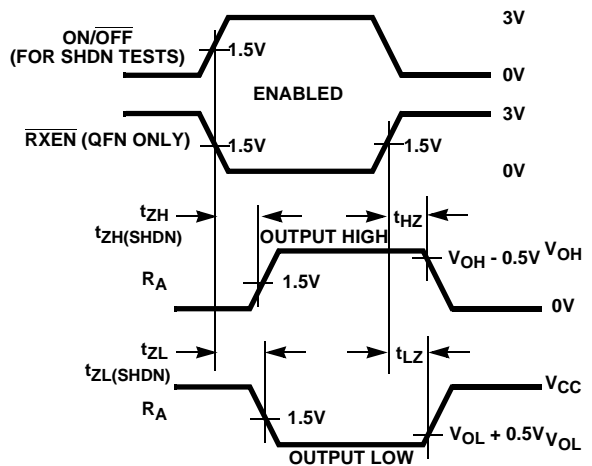 ON/OFF
(FOR SHDN TESTS)
3V
1.5V
0V
ENABLED
3V
RXEN (QFN ONLY)
1.5V
1.5V
0V
tZH
tZH(SHDN)
tHZ
OUTPUT HIGH
VOH - 0.5V
VOH
RA
1.5V
0V
tZL
tZL(SHDN)
tLZ
VCC
RA
1.5V
VOL + 0.5V
VOL
OUTPUT LOW